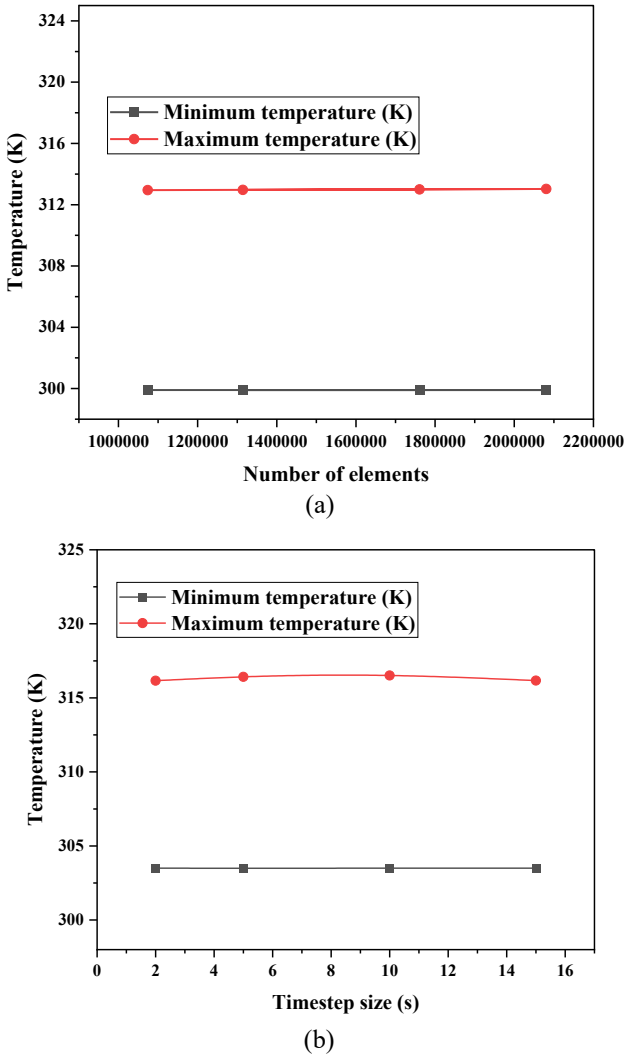 324
320
316
312
308
304
300
Temperature (K)
Minimum temperature (K)
Maximum temperature (K)
1000000 1200000 1400000 1600000 1800000 2000000 2200000
Number of elements
(a)
325
320
315
310
305
300
Temperature (K)
Minimum temperature (K)
Maximum temperature (K)
0 2 4 6 8 10 12 14 16
Timestep size (s)
(b)